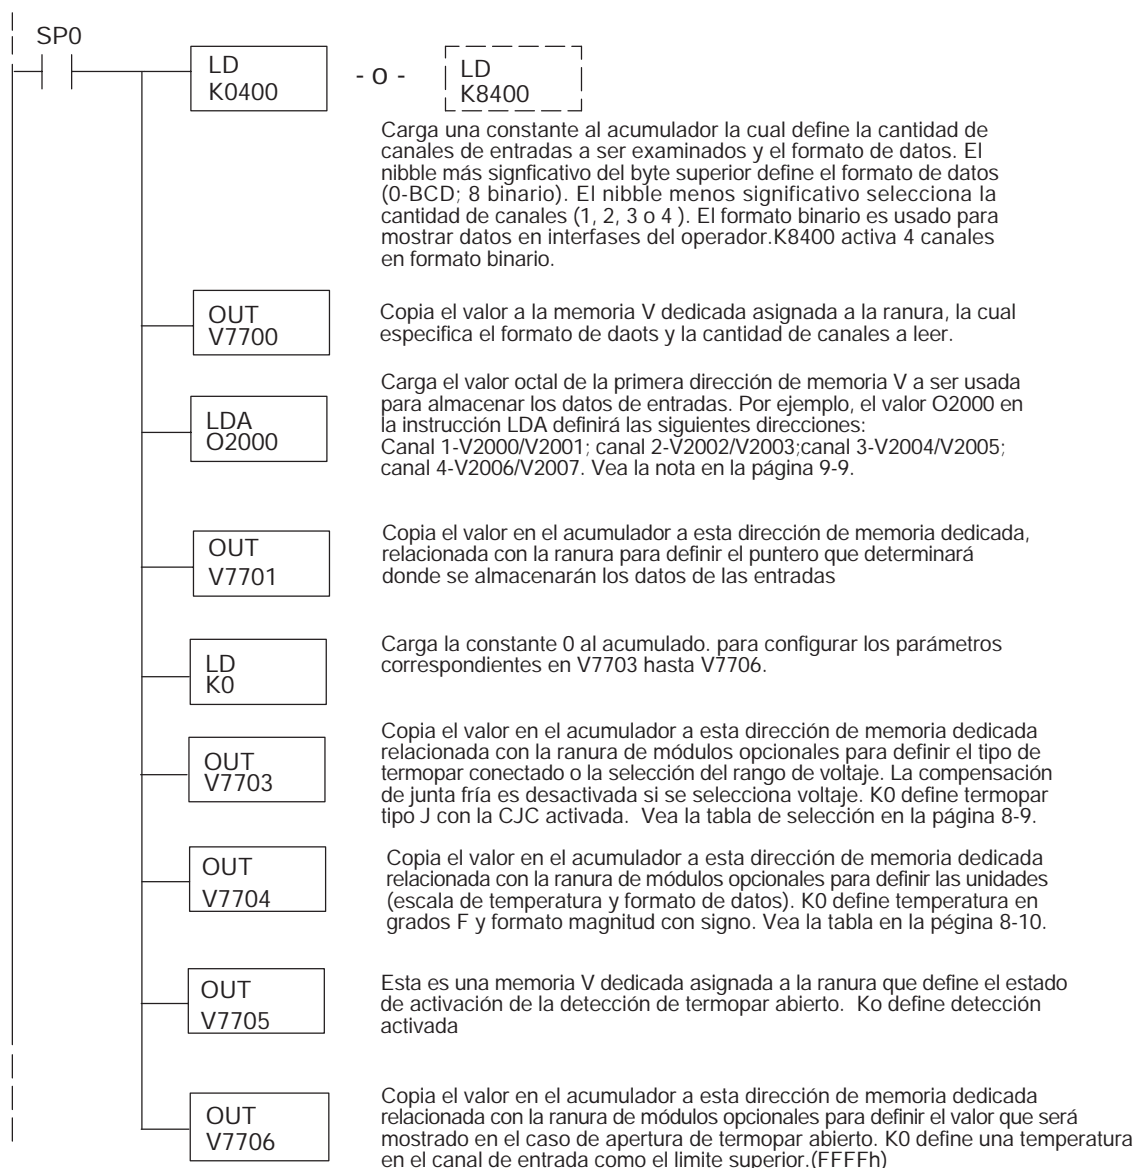 SP0
LD
K0400
- o -
LD
K8400
Carga una constante al acumulador la cual define la cantidad de
canales de entradas a ser examinados y el formato de datos. El
nibble más signficativo del byte superior define el formato de datos
(0-BCD; 8 binario). El nibble menos significativo selecciona la
cantidad de canales (1, 2, 3 o 4 ). El formato binario es usado para
mostrar datos en interfases del operador.K8400 activa 4 canales
en formato binario.
OUT
V7700
Copia el valor a la memoria V dedicada asignada a la ranura, la cual
especifica el formato de daots y la cantidad de canales a leer.
LDA
O2000
Carga el valor octal de la primera dirección de memoria V a ser usada
para almacenar los datos de entradas. Por ejemplo, el valor O2000 en
la instrucción LDA definirá las siguientes direcciones:
Canal 1-V2000/V2001; canal 2-V2002/V2003;canal 3-V2004/V2005;
canal 4-V2006/V2007. Vea la nota en la página 9-9.
OUT
V7701
Copia el valor en el acumulador a esta dirección de memoria dedicada,
relacionada con la ranura para definir el puntero que determinará
donde se almacenarán los datos de las entradas
LD
K0
Carga la constante 0 al acumulado. para configurar los parámetros
correspondientes en V7703 hasta V7706.
OUT
V7703
Copia el valor en el acumulador a esta dirección de memoria dedicada
relacionada con la ranura de módulos opcionales para definir el tipo de
termopar conectado o la selección del rango de voltaje. La compensación
de junta fría es desactivada si se selecciona voltaje. K0 define termopar
tipo J con la CJC activada. Vea la tabla de selección en la página 8-9.
OUT
V7704
Copia el valor en el acumulador a esta dirección de memoria dedicada
relacionada con la ranura de módulos opcionales para definir las unidades
(escala de temperatura y formato de datos). K0 define temperatura en
grados F y formato magnitud con signo. Vea la tabla en la pégina 8-10.
OUT
V7705
Esta es una memoria V dedicada asignada a la ranura que define el estado
de activación de la detección de termopar abierto. Ko define detección
activada
OUT
V7706
Copia el valor en el acumulador a esta dirección de memoria dedicada
relacionada con la ranura de módulos opcionales para definir el valor que será
mostrado en el caso de apertura de termopar abierto. K0 define una temperatura
en el canal de entrada como el limite superior.(FFFFh)